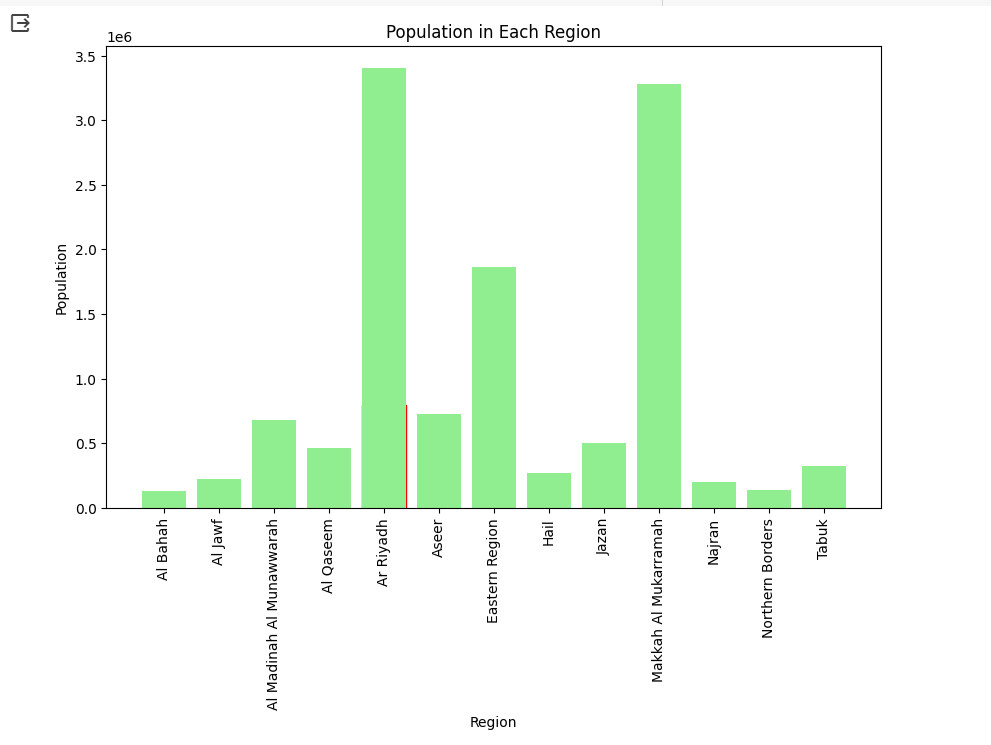 Population in Each Region
1e6
3.5
3.0
2.5
2.0
1.5
1.0
0.5
0.0
Population
Al Bahah
Al Jawf
Al Madinah Al Munawwarah
Al Qaseem
Ar Riyadh
Aseer
Eastern Region
Hail
Jazan
Makkah Al Mukarramah
Najran
Northern Borders
Tabuk
Region